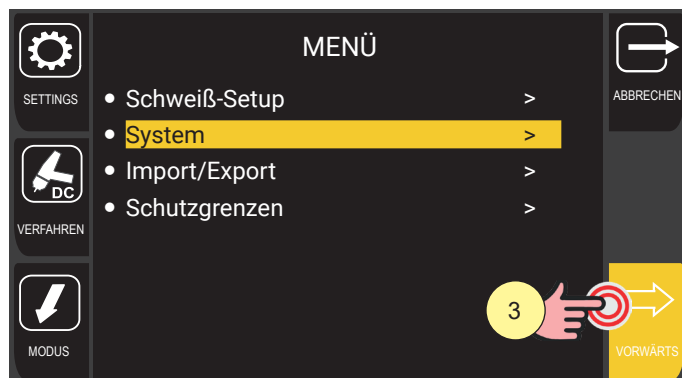 MENÜ
SETTINGS
ABBRECHEN
Schweiß-Setup >
System >
Import/Export >
DC
VERFAHREN
Schutzgrenzen >
3
MODUS
VORWÄRTS